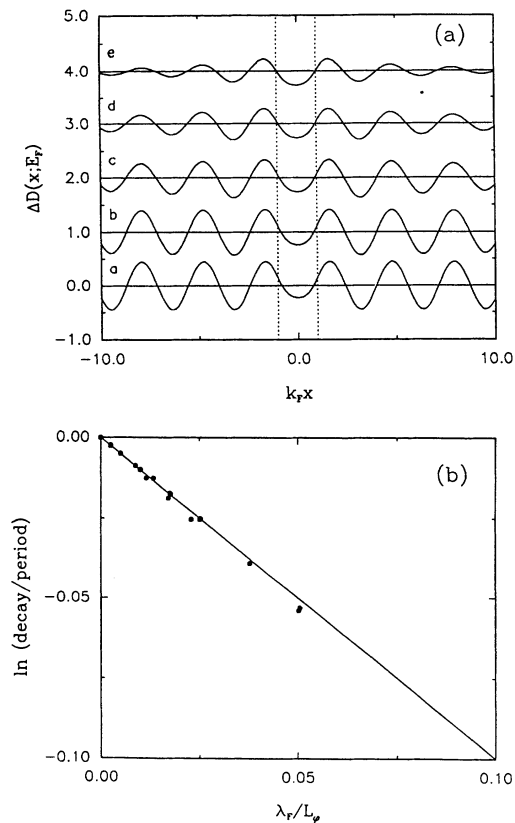 5.0
(a)
e
4.0
d
3.0
c
2.0
b
1.0
a
0.0
−1.0
ΔD(x;E_F)
−10.0 0.0 10.0
k_Fx
0.00
(b)
−0.05
−0.10
ln (decay/period)
0.00 0.05 0.10
λ_F/L_φ